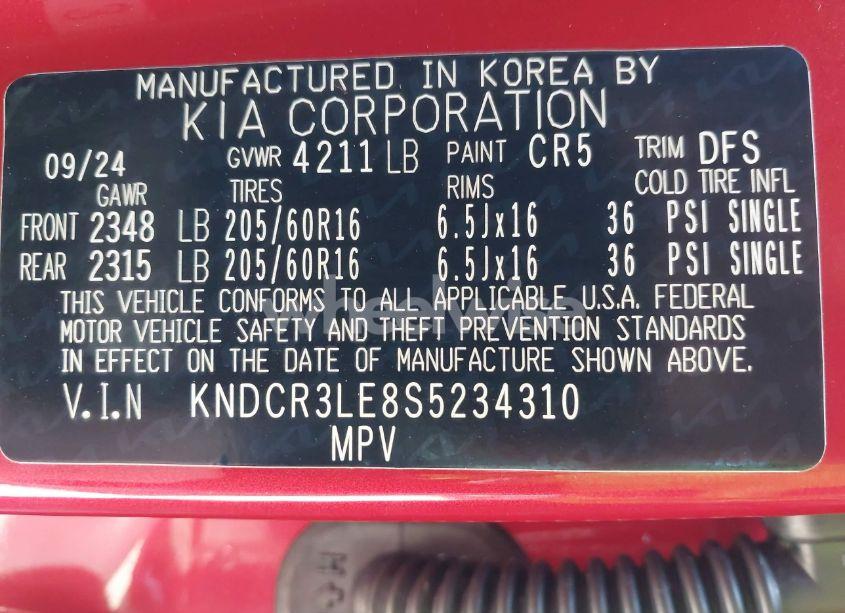 MANUFACTURED IN KOREA BY
KIA CORPORATION
09/24 GVWR 4211 LB PAINT CR5 TRIM DFS
GAWR TIRES RIMS COLD TIRE INFL
FRONT 2348 LB 205/60R16 6.5Jx16 36 PSI SINGLE
REAR 2315 LB 205/60R16 6.5Jx16 36 PSI SINGLE
THIS VEHICLE CONFORMS TO ALL APPLICABLE U.S.A. FEDERAL
MOTOR VEHICLE SAFETY AND THEFT PREVENTION STANDARDS
IN EFFECT ON THE DATE OF MANUFACTURE SHOWN ABOVE.
V.I.N KNDCR3LE8S5234310
MPV
wheelwise